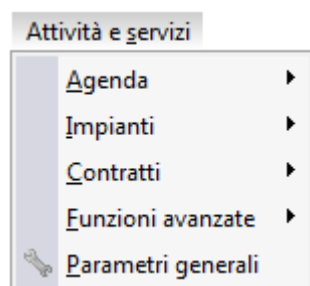 Attività e servizi
Agenda
Impianti
Contratti
Funzioni avanzate
Parametri generali